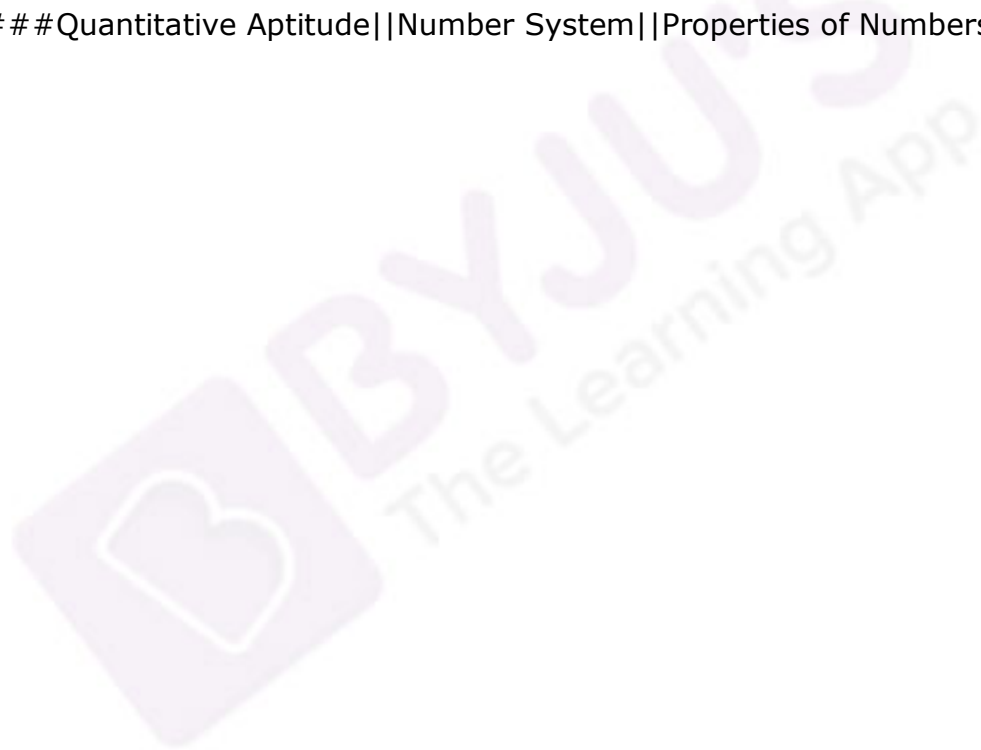 ##Quantitative Aptitude||Number System||Properties of Numbers
BYJU'S
The Learning App